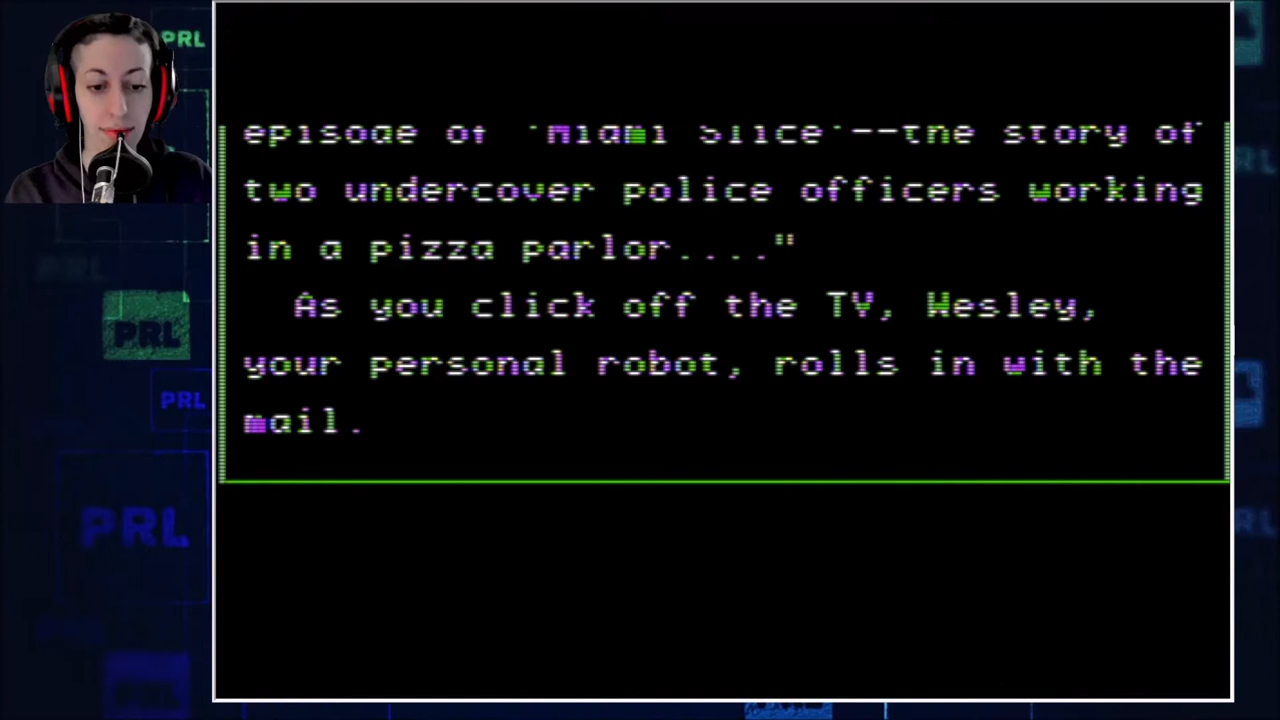 PRL
episode of 'Miami Slice'--the story of
two undercover police officers working
in a pizza parlor...."
As you click off the TV, Wesley,
your personal robot, rolls in with the
mail.
PRL
PRL
PRL
PRL